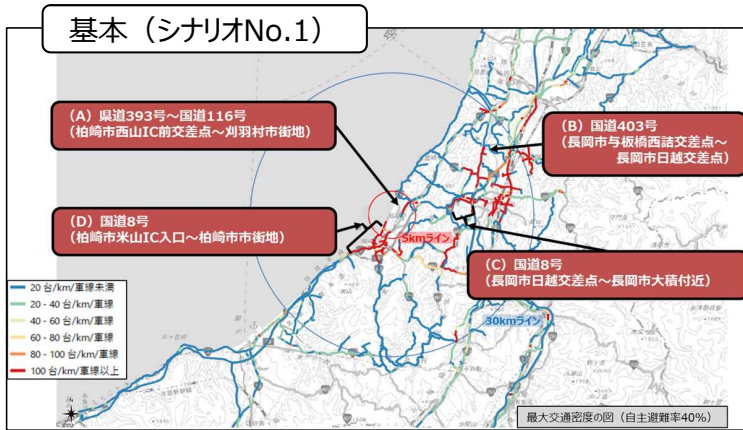 基本（シナリオNo.1）
（A）県道393号～国道116号
（柏崎市西山IC前交差点～刈羽村市街地）
（B）国道403号
（長岡市与板橋西詰交差点～
長岡市日越交差点）
（D）国道8号
（柏崎市米山IC入口～柏崎市市街地）
5kmライン
（C）国道8号
（長岡市日越交差点～長岡市大積付近）
30kmライン
20 台/km/車線未満
20 - 40 台/km/車線
40 - 60 台/km/車線
60 - 80 台/km/車線
80 - 100 台/km/車線
100 台/km/車線以上
最大交通密度の図（自主避難率40%）